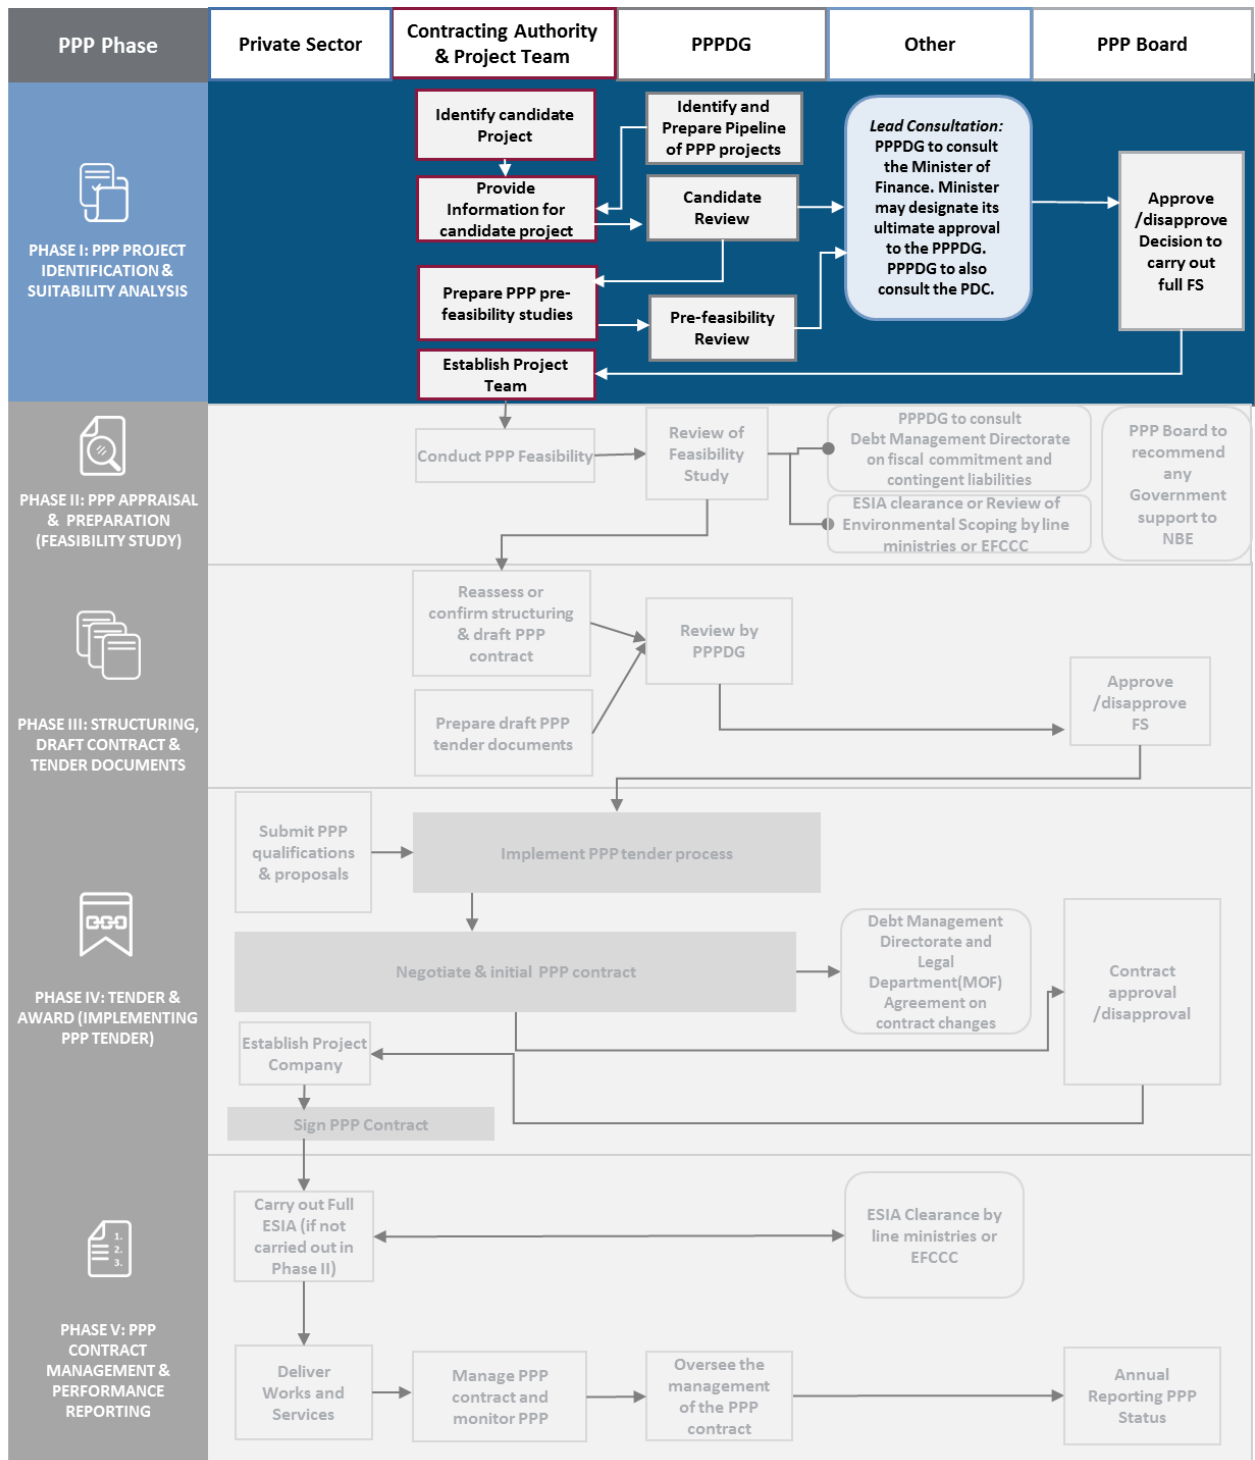 PPP Phase
Private Sector
Contracting Authority
& Project Team
PPPDG
Other
PPP Board
PHASE I: PPP PROJECT
IDENTIFICATION &
SUITABILITY ANALYSIS
Identify candidate
Project
Identify and
Prepare Pipeline
of PPP projects
Provide
Information for
candidate project
Candidate
Review
Lead Consultation:
PPPDG to consult
the Minister of
Finance. Minister
may designate its
ultimate approval
to the PPPDG.
PPPDG to also
consult the PDC.
Approve
/disapprove
Decision to
carry out
full FS
Prepare PPP pre-
feasibility studies
Pre-feasibility
Review
Establish Project
Team
PHASE II: PPP APPRAISAL
& PREPARATION
(FEASIBILITY STUDY)
Conduct PPP Feasibility
Review of
Feasibility
Study
PPPDG to consult
Debt Management Directorate
on fiscal commitment and
contingent liabilities
ESIA clearance or Review of
Environmental Scoping by line
ministries or EFCCC
PPP Board to
recommend
any
Government
support to
NBE
PHASE III: STRUCTURING,
DRAFT CONTRACT &
TENDER DOCUMENTS
Reassess or
confirm structuring
& draft PPP
contract
Review by
PPPDG
Prepare draft PPP
tender documents
Approve
/disapprove
FS
PHASE IV: TENDER &
AWARD (IMPLEMENTING
PPP TENDER)
Submit PPP
qualifications
& proposals
Implement PPP tender process
Negotiate & initial PPP contract
Debt Management
Directorate and
Legal
Department(MOF)
Agreement on
contract changes
Contract
approval
/disapproval
Establish Project
Company
Sign PPP Contract
PHASE V: PPP
CONTRACT
MANAGEMENT &
PERFORMANCE
REPORTING
1.
2.
3.
Carry out Full
ESIA (if not
carried out in
Phase II)
ESIA Clearance by
line ministries or
EFCCC
Deliver
Works and
Services
Manage PPP
contract and
monitor PPP
Oversee the
management
of the PPP
contract
Annual
Reporting PPP
Status